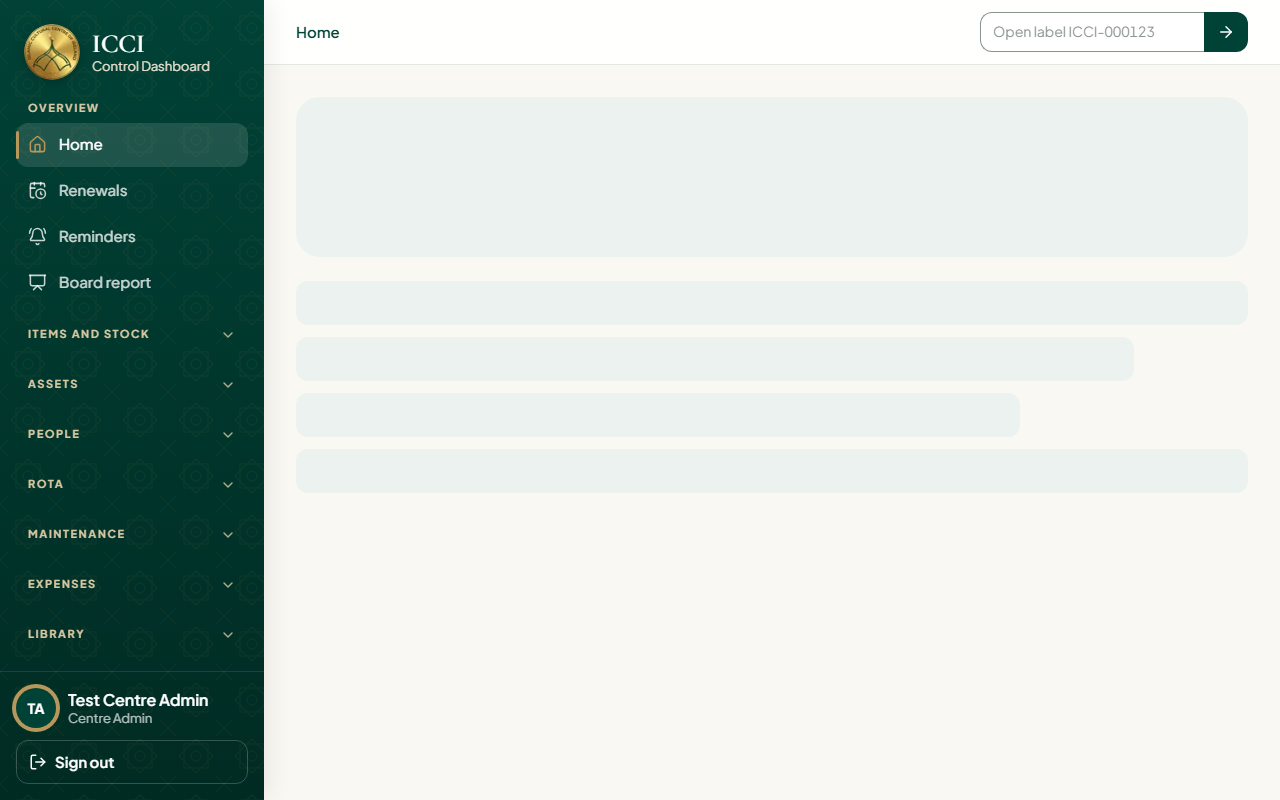 ICCI
Control Dashboard
OVERVIEW
Home
Renewals
Reminders
Board report
ITEMS AND STOCK
ASSETS
PEOPLE
ROTA
MAINTENANCE
EXPENSES
LIBRARY
TA
Test Centre Admin
Centre Admin
Sign out
Home
Open label ICCI-000123